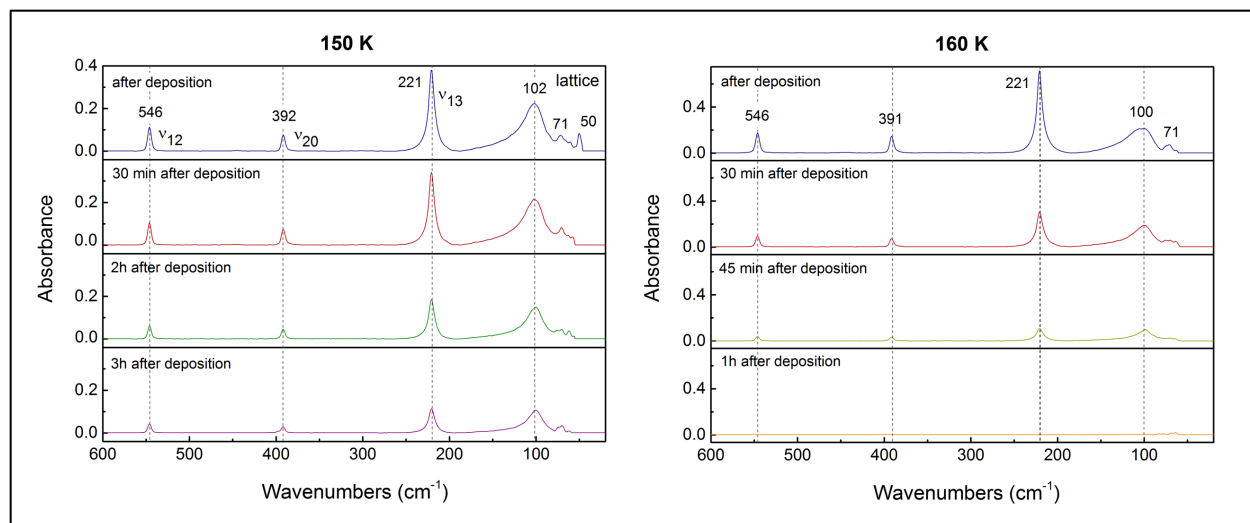 150 K
after deposition
0.4
0.2
0.0
546
ν12
392
ν20
221
ν13
lattice
102
71
50
30 min after deposition
0.2
0.0
2h after deposition
0.2
0.0
3h after deposition
0.2
0.0
Absorbance
600 500 400 300 200 100
Wavenumbers (cm-1)
160 K
after deposition
0.4
0.0
546
391
221
100
71
30 min after deposition
0.4
0.0
45 min after deposition
0.4
0.0
1h after deposition
0.4
0.0
Absorbance
600 500 400 300 200 100
Wavenumbers (cm-1)